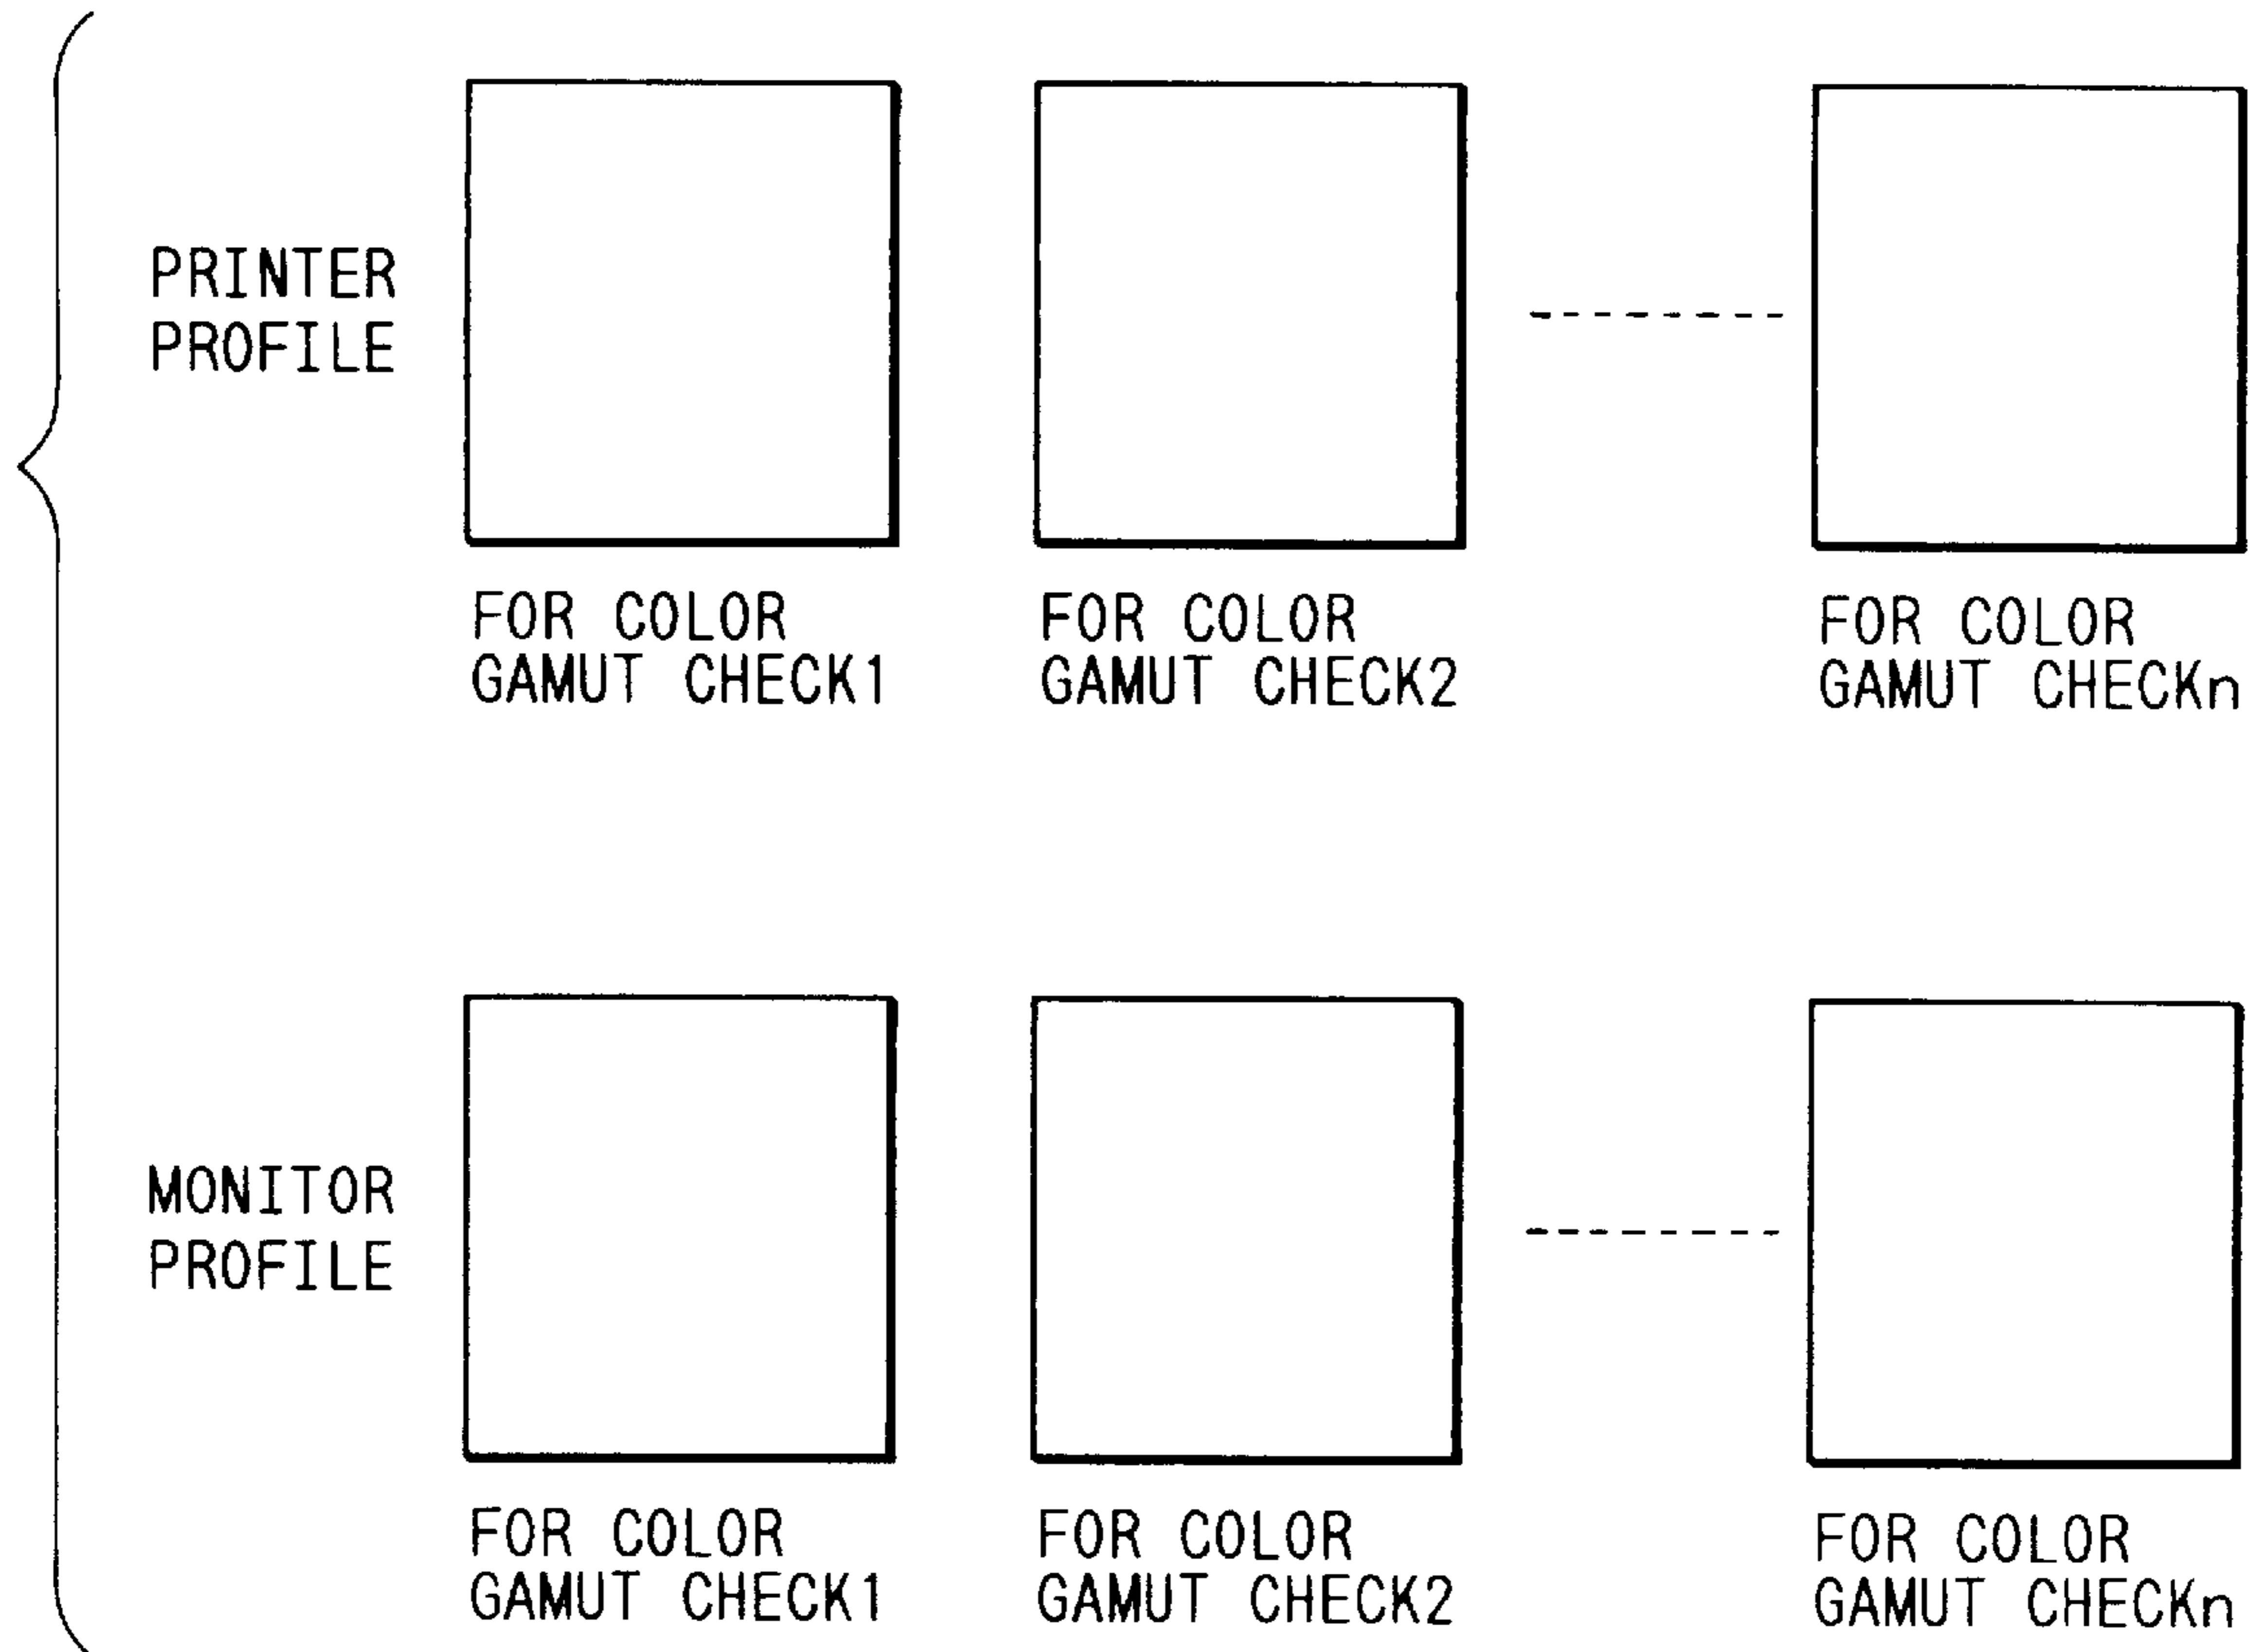 PRINTER
PROFILE
FOR COLOR
GAMUT CHECK1
FOR COLOR
GAMUT CHECK2
FOR COLOR
GAMUT CHECKn
MONITOR
PROFILE
FOR COLOR
GAMUT CHECK1
FOR COLOR
GAMUT CHECK2
FOR COLOR
GAMUT CHECKn